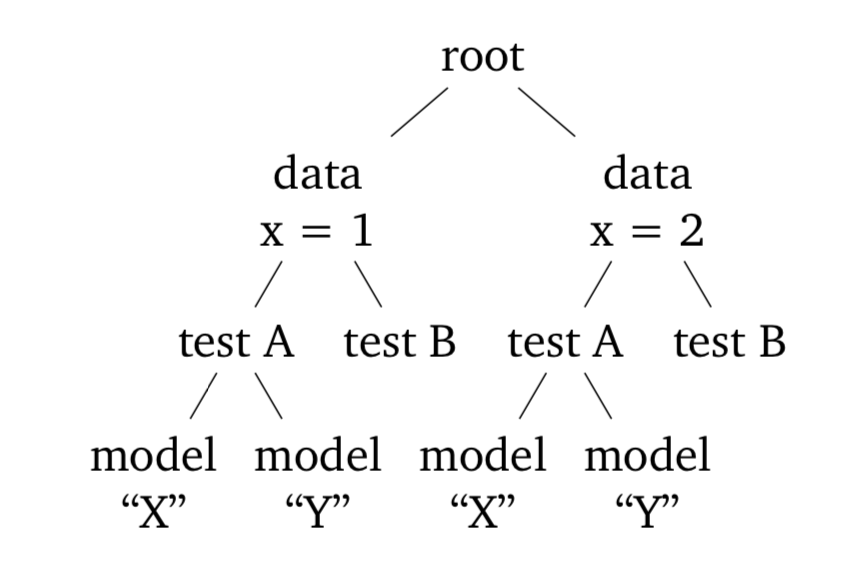 root
data data
x = 1 x = 2
test A test B test A test B
model model model model
“X” “Y” “X” “Y”